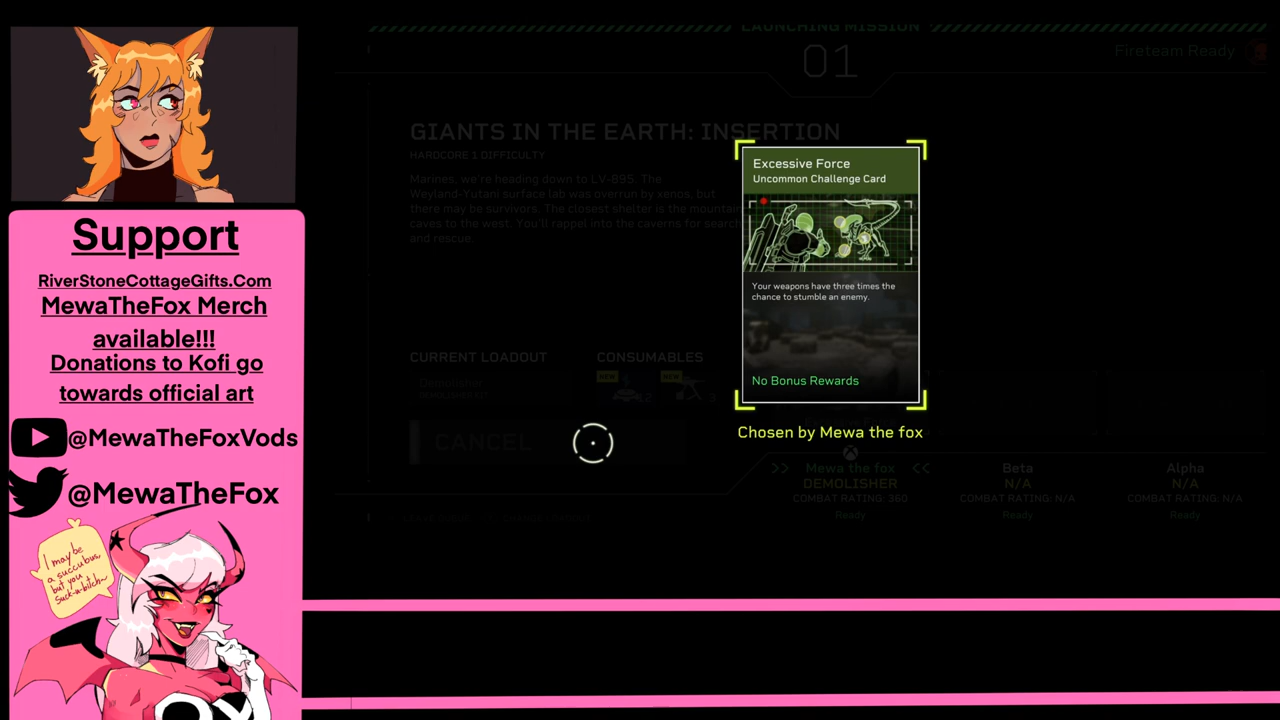 Support
RiverStoneCottageGifts.Com
MewaTheFox Merch
available!!!
Donations to Kofi go
towards official art
@MewaTheFoxVods
@MewaTheFox
I may be
a succubus,
but you
suck-a-bitch~
LAUNCHING MISSION
01
Fireteam Ready
GIANTS IN THE EARTH: INSERTION
HARDCORE 1 DIFFICULTY
Marines, we're heading down to LV-895. The
Weyland-Yutani surface lab was overrun by xenos, but
there may be survivors. The closest shelter is the mountain
caves to the west. You'll rappel into the caverns for search
and rescue.
Excessive Force
Uncommon Challenge Card
Your weapons have three times the
chance to stumble an enemy.
No Bonus Rewards
Chosen by Mewa the fox
CURRENT LOADOUT
Demolisher
DEMOLISHER KIT
CONSUMABLES
NEW
NEW
CANCEL
>> Mewa the fox <<
DEMOLISHER
COMBAT RATING: 360
Ready
Beta
N/A
COMBAT RATING: N/A
Ready
Alpha
N/A
COMBAT RATING: N/A
Ready